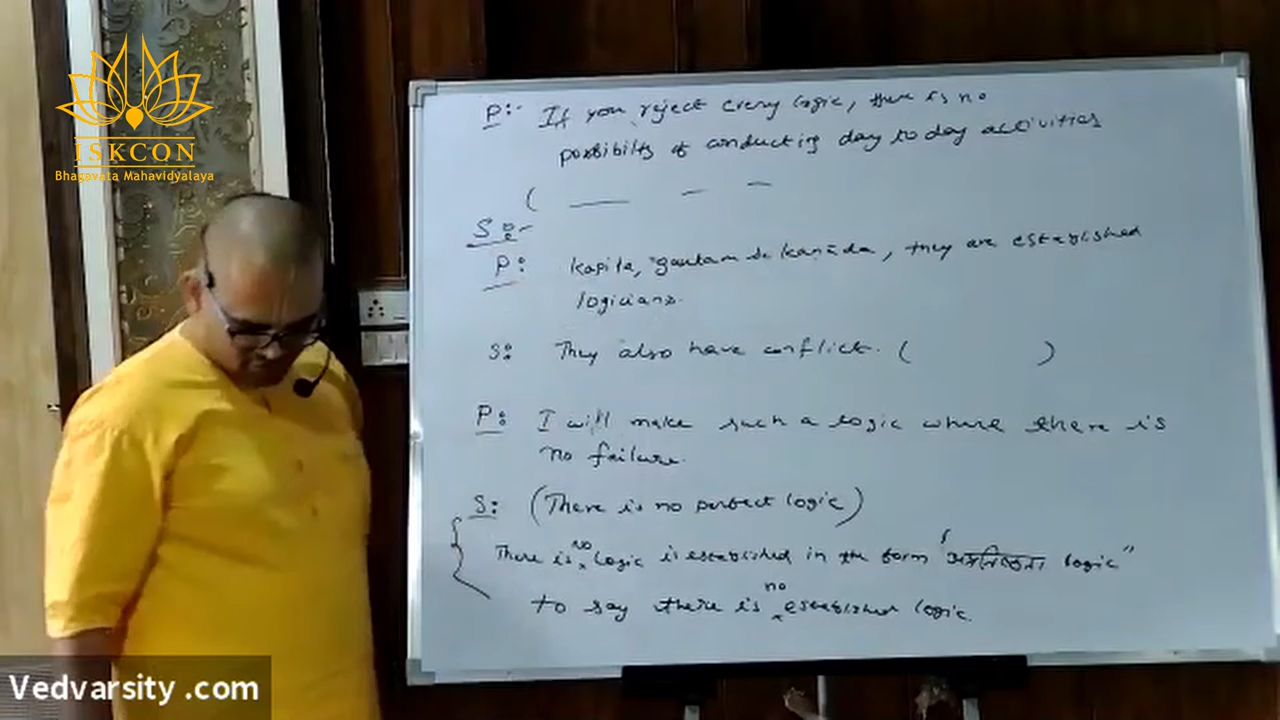 ISKCON
Bhagavata Mahavidyalaya
P:- If you reject every logic, there is no
possibilty of conducting day to day activities
( — – –
S:-
P: Kapila, gautam & kanāda, they are established
logicians.
S: They also have conflict. ( )
P: I will make such a logic where there is
no failure.
S: (There is no perfect logic)
There is no logic is established in the form " logic"
to say there is no established logic.
Vedvarsity .com